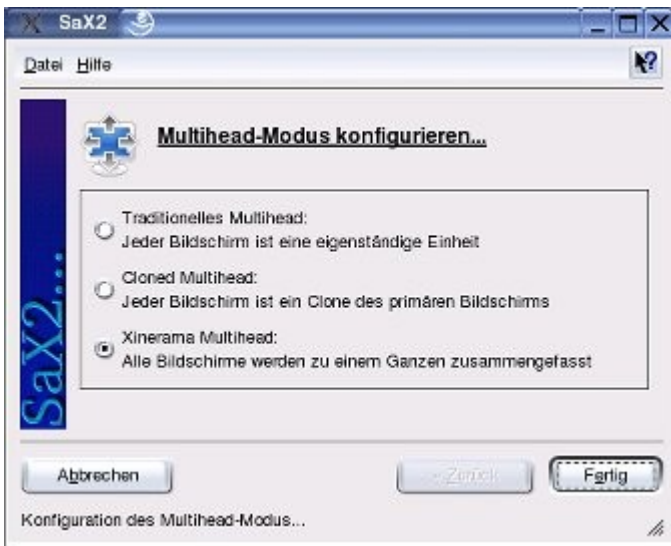 SaX2
Datei Hilfe
Multihead-Modus konfigurieren...
Traditionelles Multihead:
Jeder Bildschirm ist eine eigenständige Einheit
Cloned Multihead:
Jeder Bildschirm ist ein Clone des primären Bildschirms
Xinerama Multihead:
Alle Bildschirme werden zu einem Ganzen zusammengefasst
SaX2...
Abbrechen
- Zurück
Fertig
Konfiguration des Multihead-Modus...